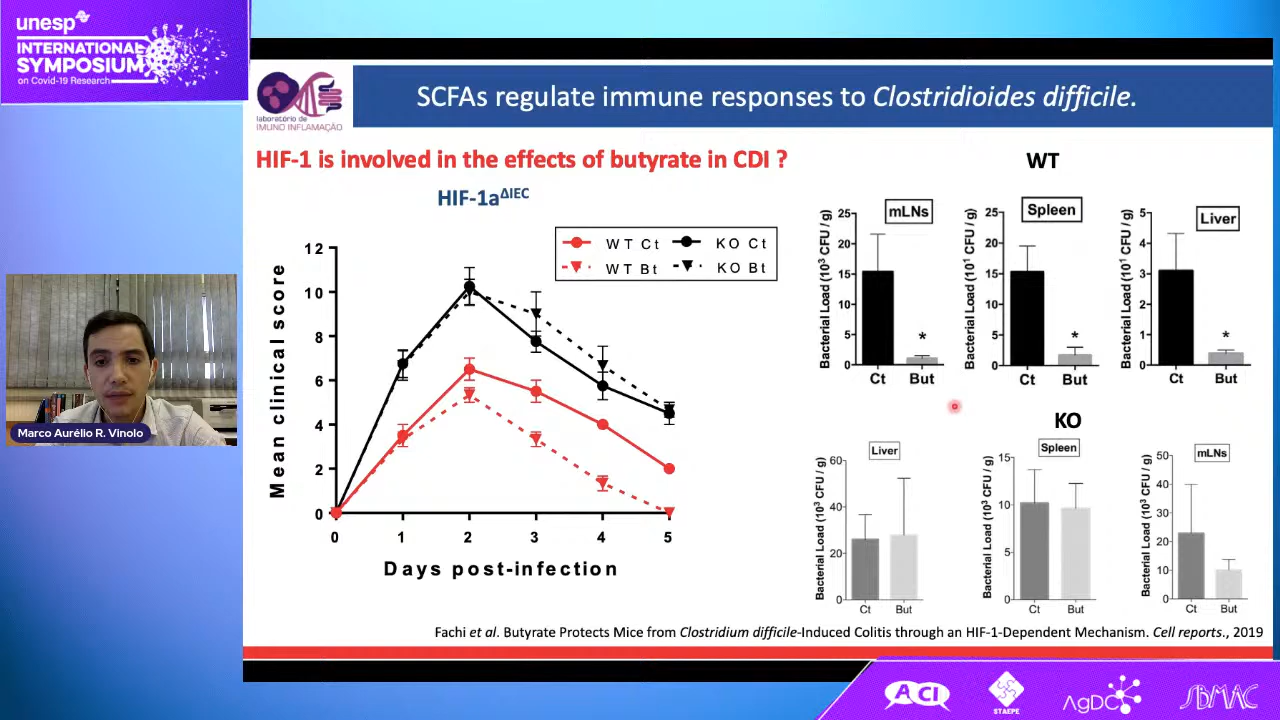 unesp
INTERNATIONAL
SYMPOSIUM
on Covid-19 Research
laboratório de
IMUNO INFLAMAÇÃO
SCFAs regulate immune responses to Clostridioides difficile.
HIF-1 is involved in the effects of butyrate in CDI ?
HIF-1a^ΔIEC
WT Ct
KO Ct
WT Bt
KO Bt
Mean clinical score
12
10
8
6
4
2
0
0 1 2 3 4 5
Days post-infection
WT
mLNs
Bacterial Load (10³ CFU / g)
25
20
15
10
5
0
*
Ct But
Spleen
Bacterial Load (10¹ CFU / g)
25
20
15
10
5
0
*
Ct But
Liver
Bacterial Load (10¹ CFU / g)
5
4
3
2
1
0
*
Ct But
KO
Liver
Bacterial Load (10³ CFU / g)
60
40
20
0
Ct But
Spleen
Bacterial Load (10³ CFU / g)
15
10
5
0
Ct But
mLNs
Bacterial Load (10³ CFU / g)
50
40
30
20
10
0
Ct But
Fachi et al. Butyrate Protects Mice from Clostridium difficile-Induced Colitis through an HIF-1-Dependent Mechanism. Cell reports., 2019
Marco Aurélio R. Vinolo
ACI
STAEPE
AgDC
SBMAC